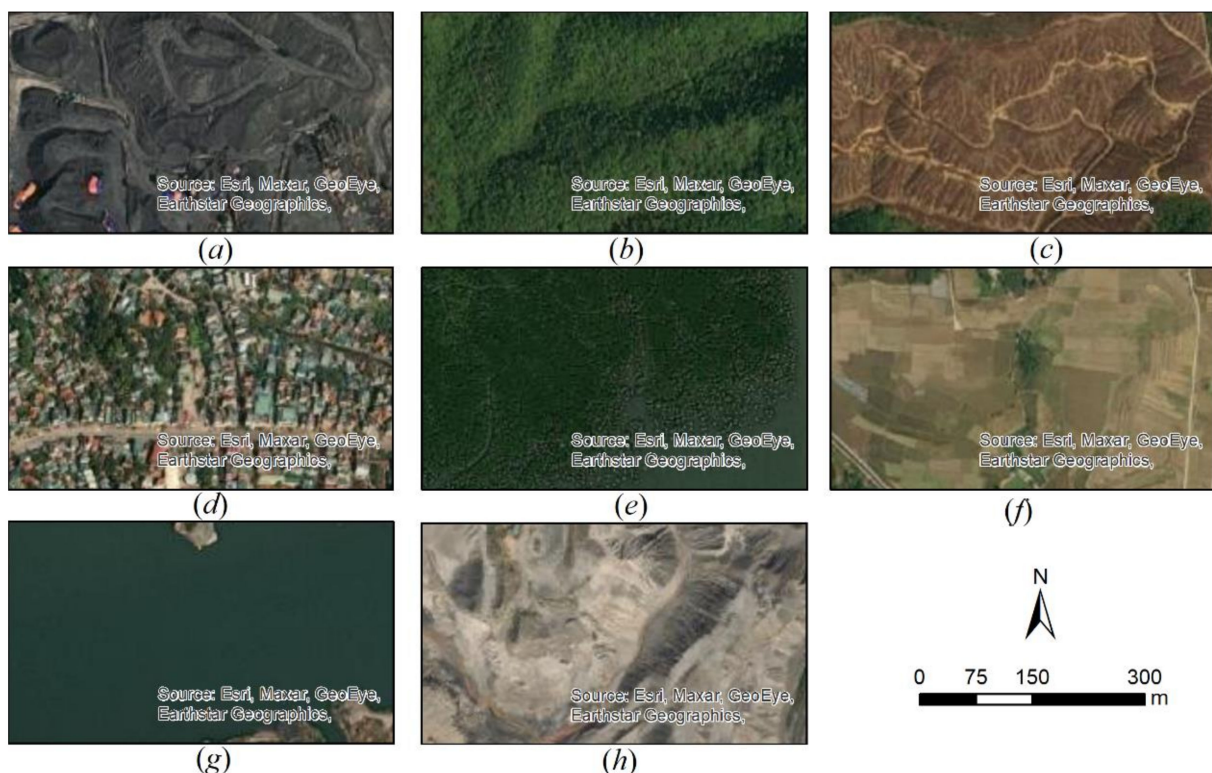 Source: Esri, Maxar, GeoEye,
Earthstar Geographics,
(a)
Source: Esri, Maxar, GeoEye,
Earthstar Geographics,
(b)
Source: Esri, Maxar, GeoEye,
Earthstar Geographics,
(c)
Source: Esri, Maxar, GeoEye,
Earthstar Geographics,
(d)
Source: Esri, Maxar, GeoEye,
Earthstar Geographics,
(e)
Source: Esri, Maxar, GeoEye,
Earthstar Geographics,
(f)
Source: Esri, Maxar, GeoEye,
Earthstar Geographics,
(g)
Source: Esri, Maxar, GeoEye,
Earthstar Geographics,
(h)
N
0 75 150 300
m